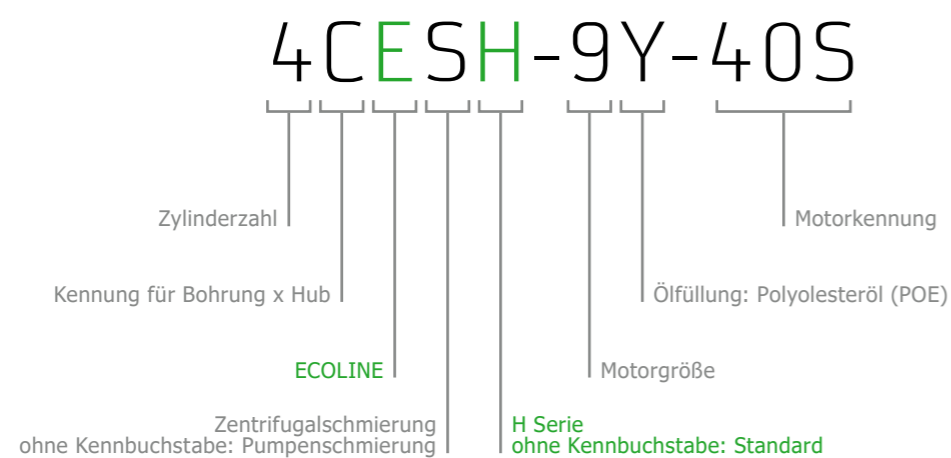 4CESH-9Y-40S
Zylinderzahl
Motorkennung
Kennung für Bohrung x Hub
Ölfüllung: Polyolesteröl (POE)
ECOLINE
Motorgröße
Zentrifugalschmierung
ohne Kennbuchstabe: Pumpenschmierung
H Serie
ohne Kennbuchstabe: Standard